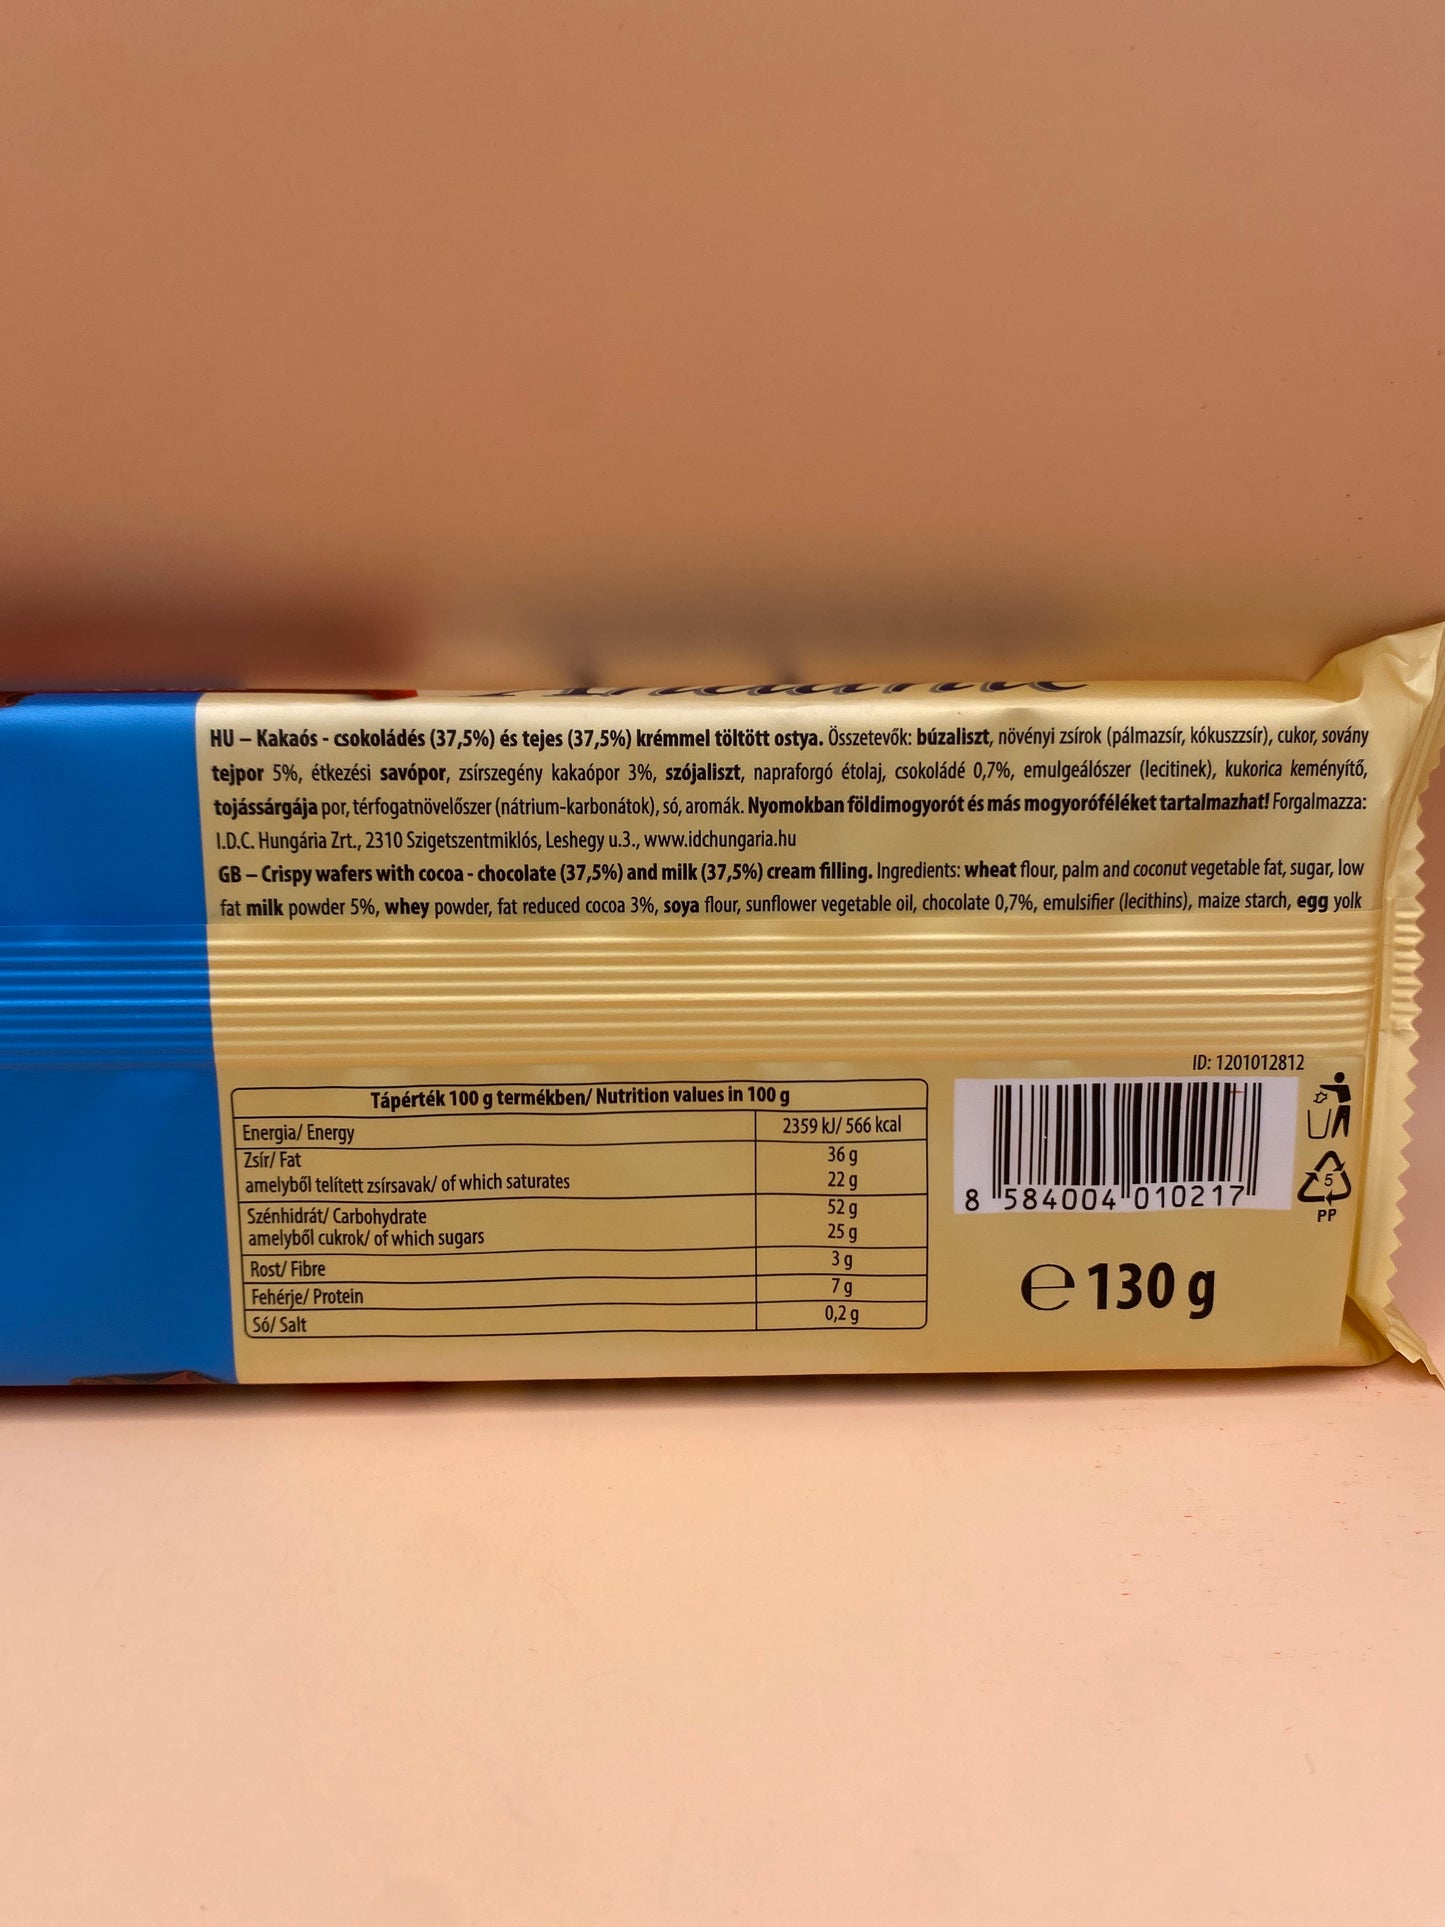 HU – Kakaós - csokoládés (37,5%) és tejes (37,5%) krémmel töltött ostya. Összetevők: búzaliszt, növényi zsírok (pálmazsír, kókuszzsír), cukor, sovány
tejpor 5%, étkezési savópor, zsírszegény kakaópor 3%, szójaliszt, napraforgó étolaj, csokoládé 0,7%, emulgeálószer (lecitinek), kukorica keményítő,
tojássárgája por, térfogatnövelőszer (nátrium-karbonátok), só, aromák. Nyomokban földimogyorót és más mogyoróféléket tartalmazhat! Forgalmazza:
I.D.C. Hungária Zrt., 2310 Szigetszentmiklós, Leshegy u.3., www.idchungaria.hu
GB – Crispy wafers with cocoa - chocolate (37,5%) and milk (37,5%) cream filling. Ingredients: wheat flour, palm and coconut vegetable fat, sugar, low
fat milk powder 5%, whey powder, fat reduced cocoa 3%, soya flour, sunflower vegetable oil, chocolate 0,7%, emulsifier (lecithins), maize starch, egg yolk
ID: 1201012812
Tápérték 100 g termékben/ Nutrition values in 100 g
Energia/ Energy 2359 kJ/ 566 kcal
Zsír/ Fat 36 g
amelyből telített zsírsavak/ of which saturates 22 g
Szénhidrát/ Carbohydrate 52 g
amelyből cukrok/ of which sugars 25 g
Rost/ Fibre 3 g
Fehérje/ Protein 7 g
Só/ Salt 0,2 g
8 584004 010217
5
PP
e 130 g